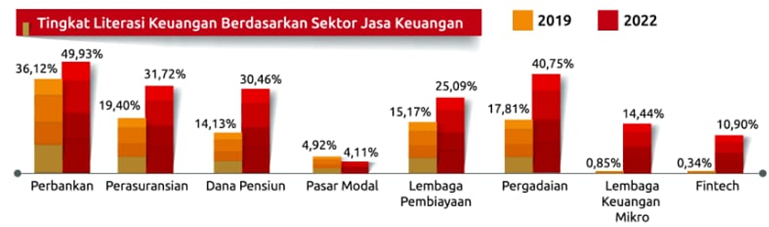 Tingkat Literasi Keuangan Berdasarkan Sektor Jasa Keuangan
2019
2022
36,12%
49,93%
19,40%
31,72%
14,13%
30,46%
4,92%
4,11%
15,17%
25,09%
17,81%
40,75%
0,85%
14,44%
0,34%
10,90%
Perbankan
Perasuransian
Dana Pensiun
Pasar Modal
Lembaga
Pembiayaan
Pergadaian
Lembaga
Keuangan
Mikro
Fintech